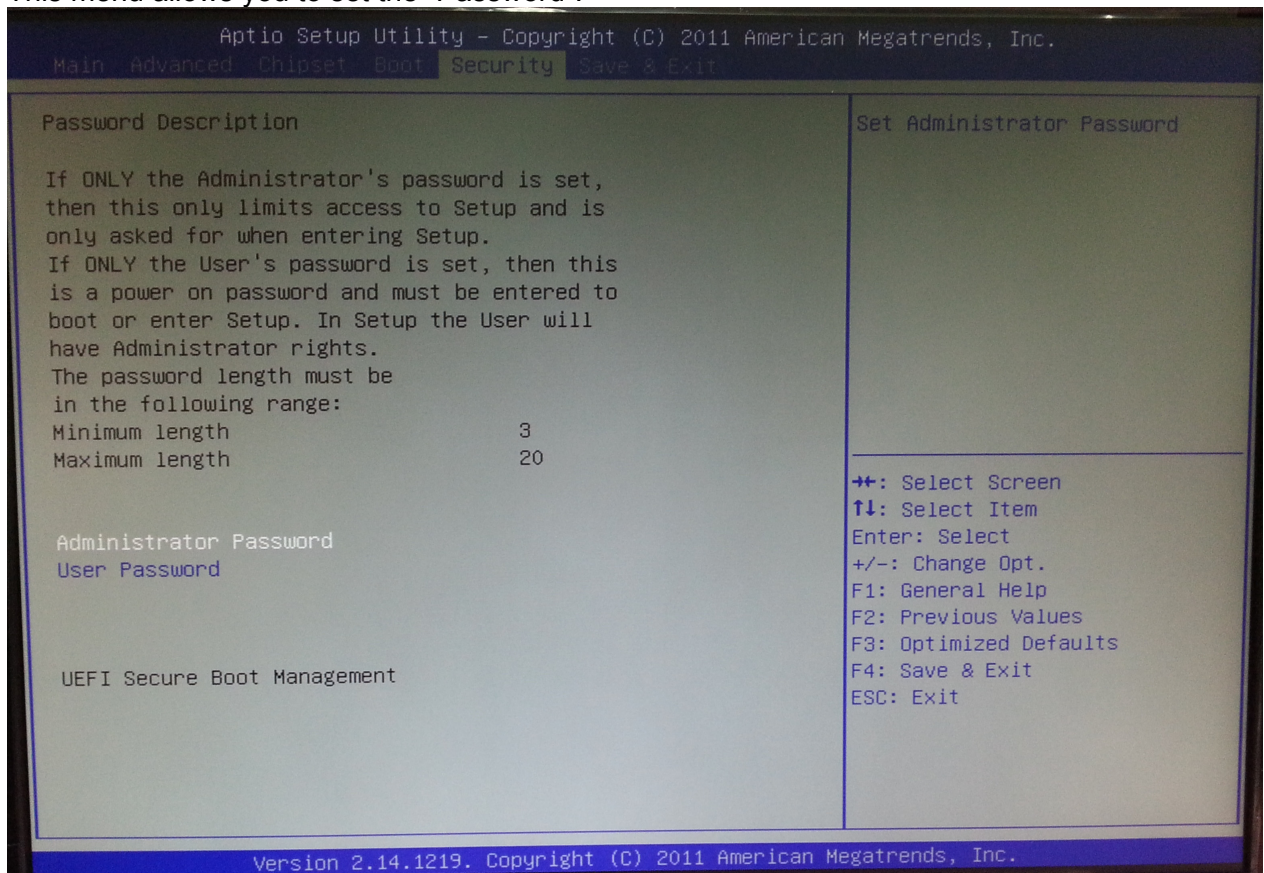 This menu allows you to set the "Password".
Aptio Setup Utility – Copyright (C) 2011 American Megatrends, Inc.
Main Advanced Chipset Boot Security Save & Exit
Password Description
If ONLY the Administrator's password is set,
then this only limits access to Setup and is
only asked for when entering Setup.
If ONLY the User's password is set, then this
is a power on password and must be entered to
boot or enter Setup. In Setup the User will
have Administrator rights.
The password length must be
in the following range:
Minimum length 3
Maximum length 20
Administrator Password
User Password
UEFI Secure Boot Management
Set Administrator Password
→←: Select Screen
↑↓: Select Item
Enter: Select
+/-: Change Opt.
F1: General Help
F2: Previous Values
F3: Optimized Defaults
F4: Save & Exit
ESC: Exit
Version 2.14.1219. Copyright (C) 2011 American Megatrends, Inc.